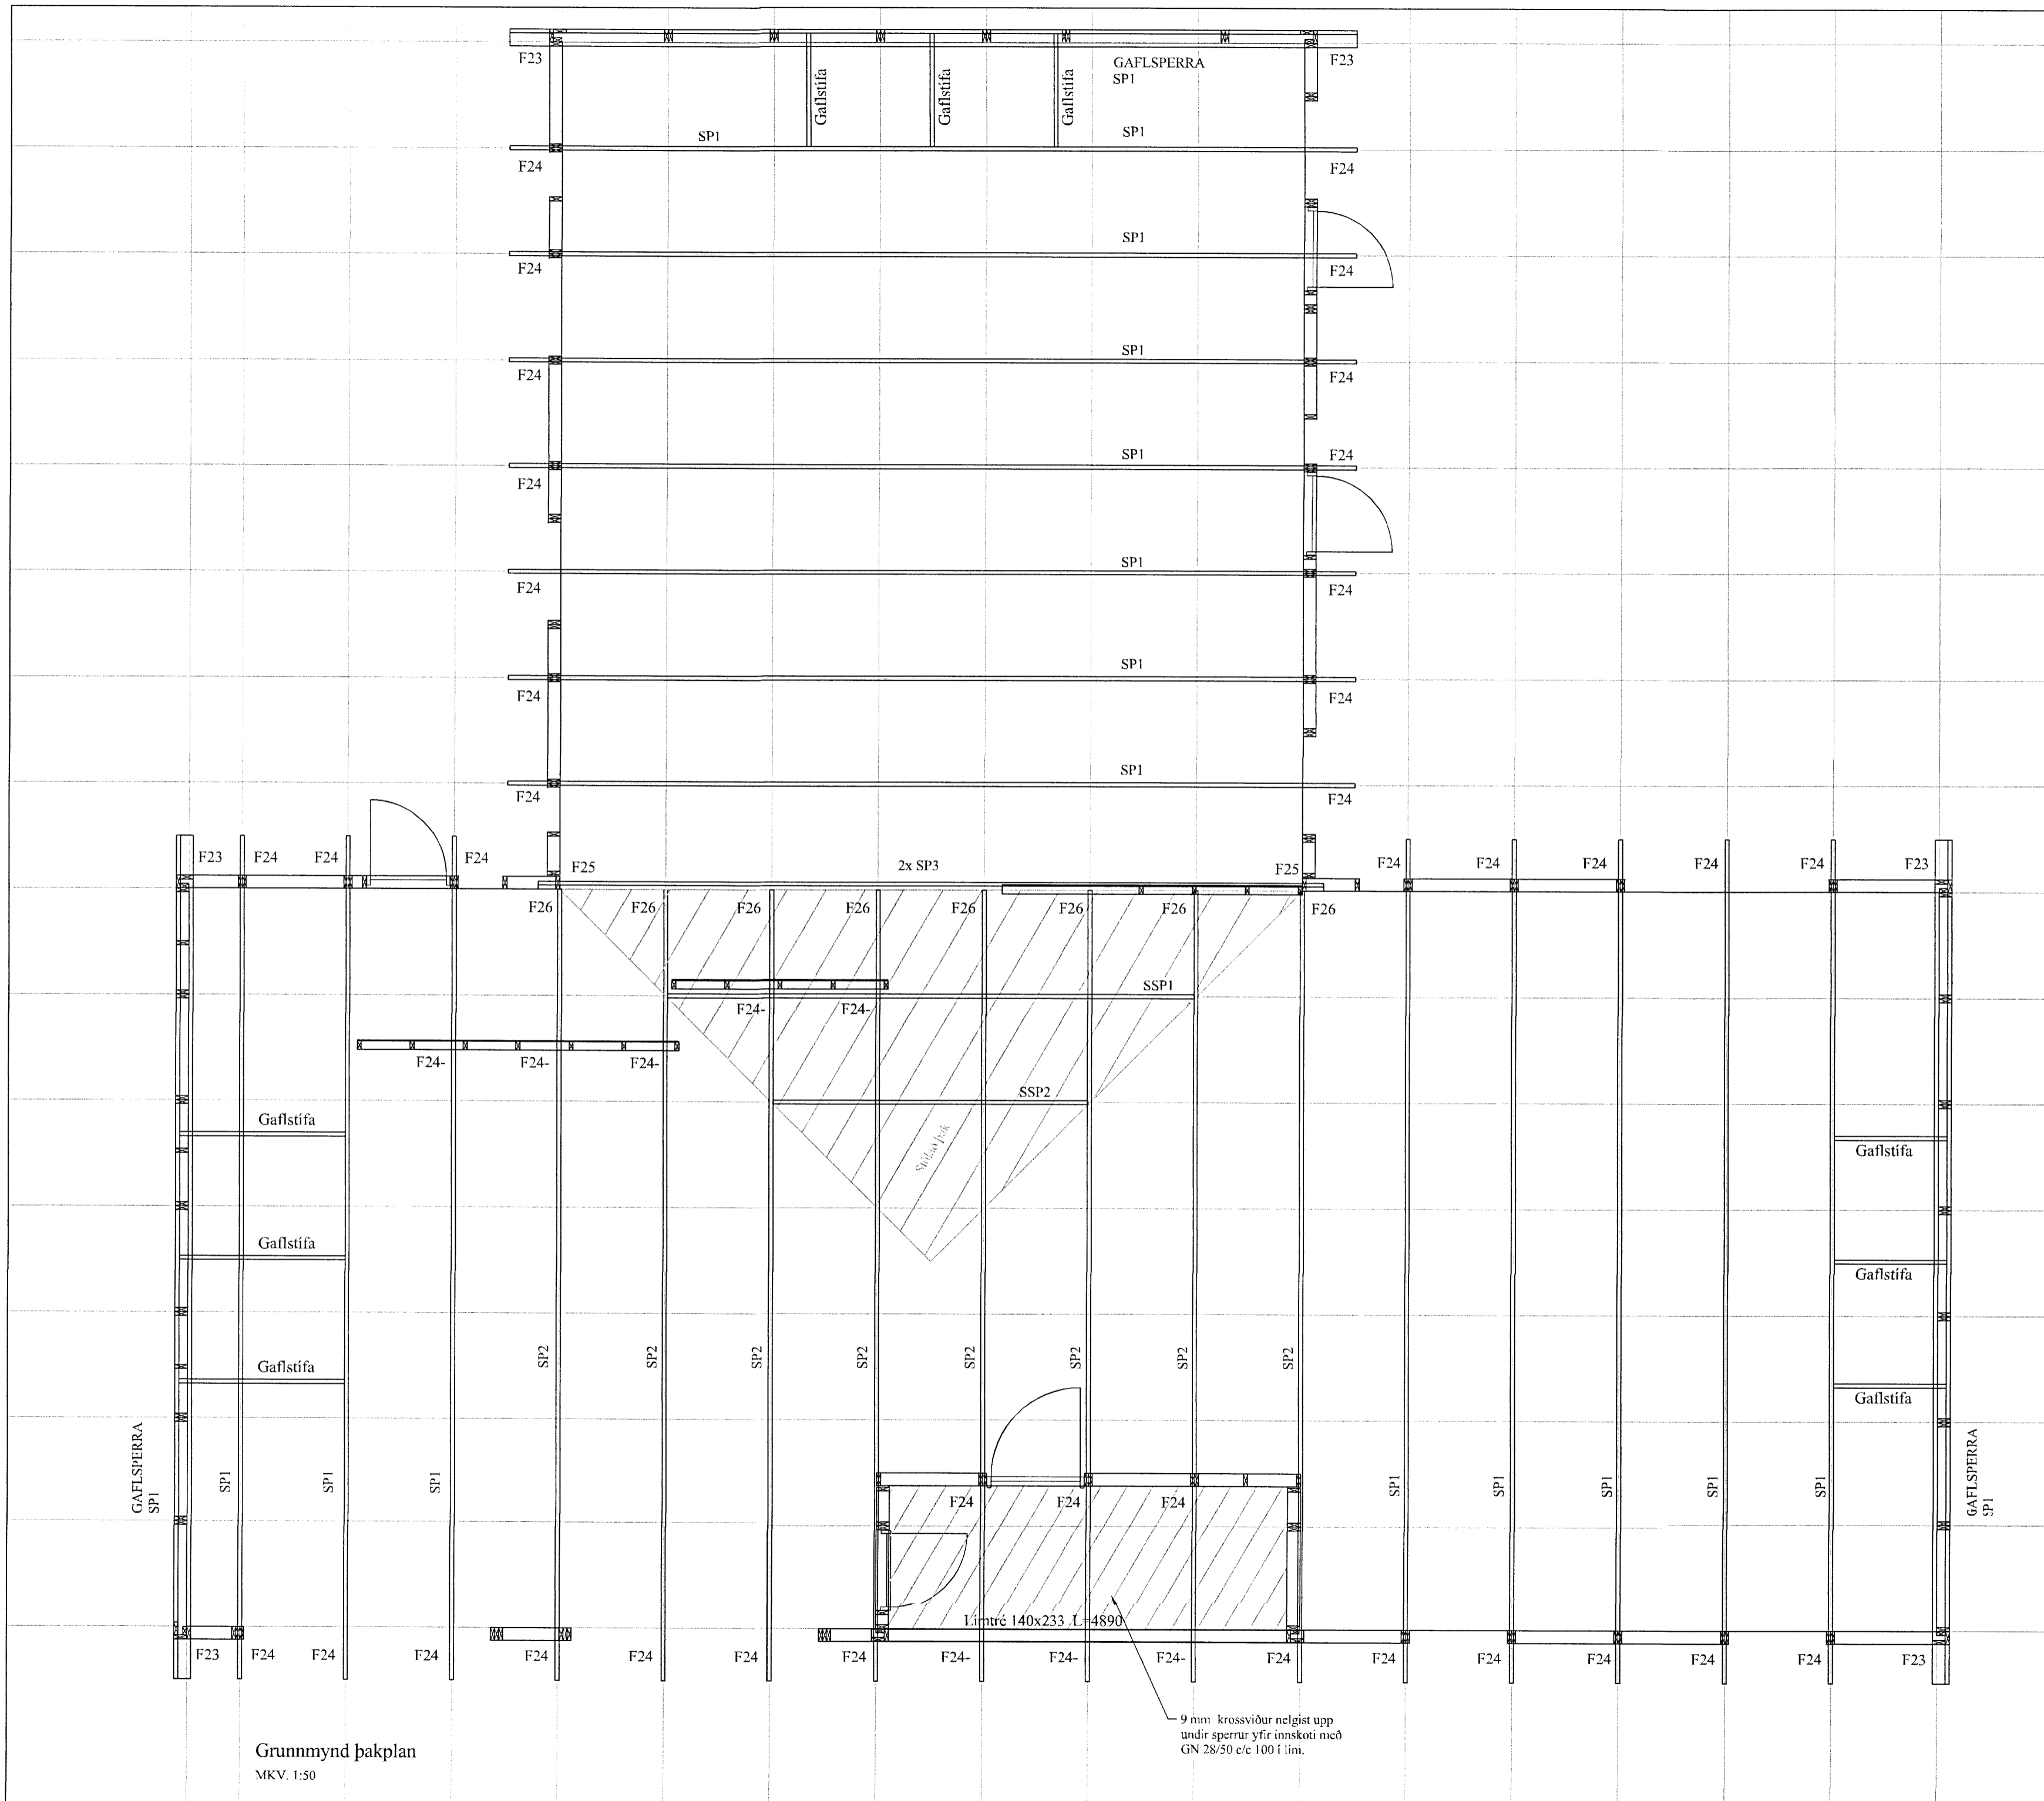 F23
GAFLSPERRA
SP1
F23
Gaflstífa
Gaflstífa
Gaflstífa
SP1
SP1
F24
F24
SP1
F24
F24
SP1
F24
F24
SP1
F24
F24
SP1
F24
F24
SP1
F24
F24
SP1
F24
F24
F23
F24
F24
F24
F25
2x SP3
F25
F24
F24
F24
F24
F24
F23
F26
F26
F26
F26
F26
F26
F26
F26
SSP1
F24-
F24-
F24-
F24-
F24-
SSP2
Gaflstífa
Stólað þak
Gaflstífa
Gaflstífa
Gaflstífa
Gaflstífa
Gaflstífa
SP2
SP2
SP2
SP2
SP2
SP2
SP2
SP2
GAFLSPERRA
SP1
SP1
SP1
SP1
SP1
SP1
SP1
SP1
SP1
GAFLSPERRA
SP1
F24
F24
F24
Límtré 140x233 L=4890
F23
F24
F24
F24
F24
F24
F24
F24
F24-
F24-
F24-
F24
F24
F24
F24
F24
F24
F23
9 mm krossviður nelgist upp
undir sperrur yfir innskoti með
GN 28/50 c/c 100 í lím.
Grunnmynd þakplan
MKV. 1:50